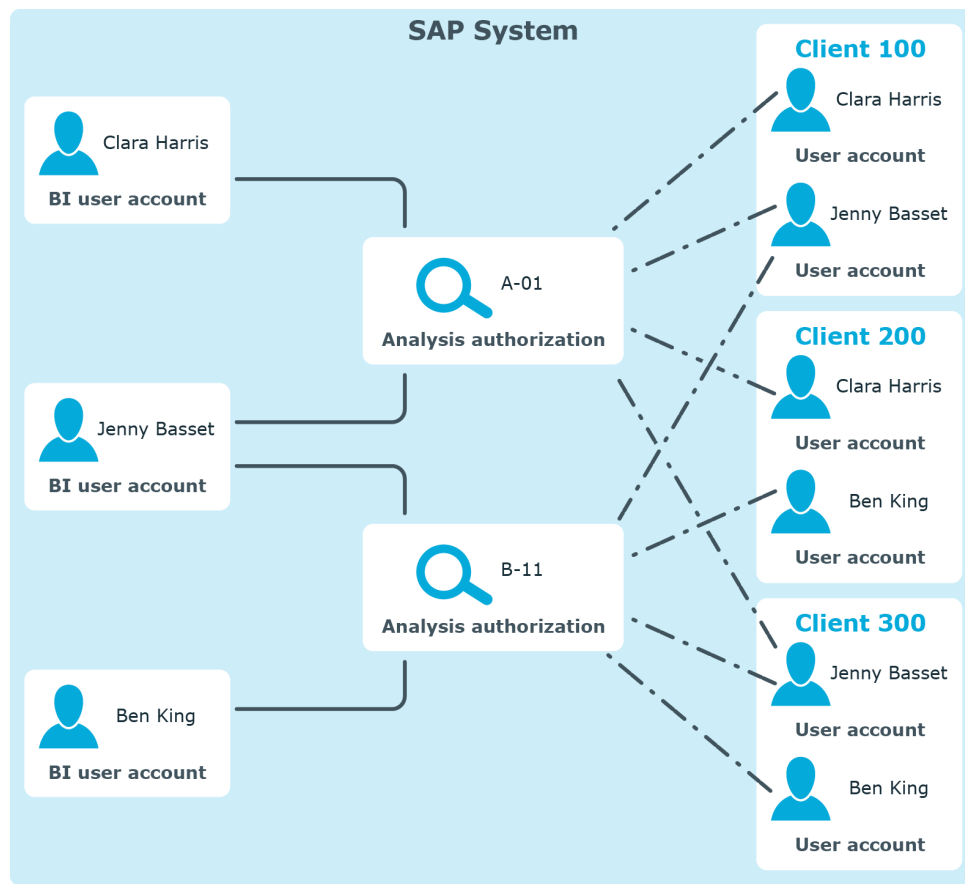 SAP System
Clara Harris
BI user account
Jenny Basset
BI user account
Ben King
BI user account
A-01
Analysis authorization
B-11
Analysis authorization
Client 100
Clara Harris
User account
Jenny Basset
User account
Client 200
Clara Harris
User account
Ben King
User account
Client 300
Jenny Basset
User account
Ben King
User account